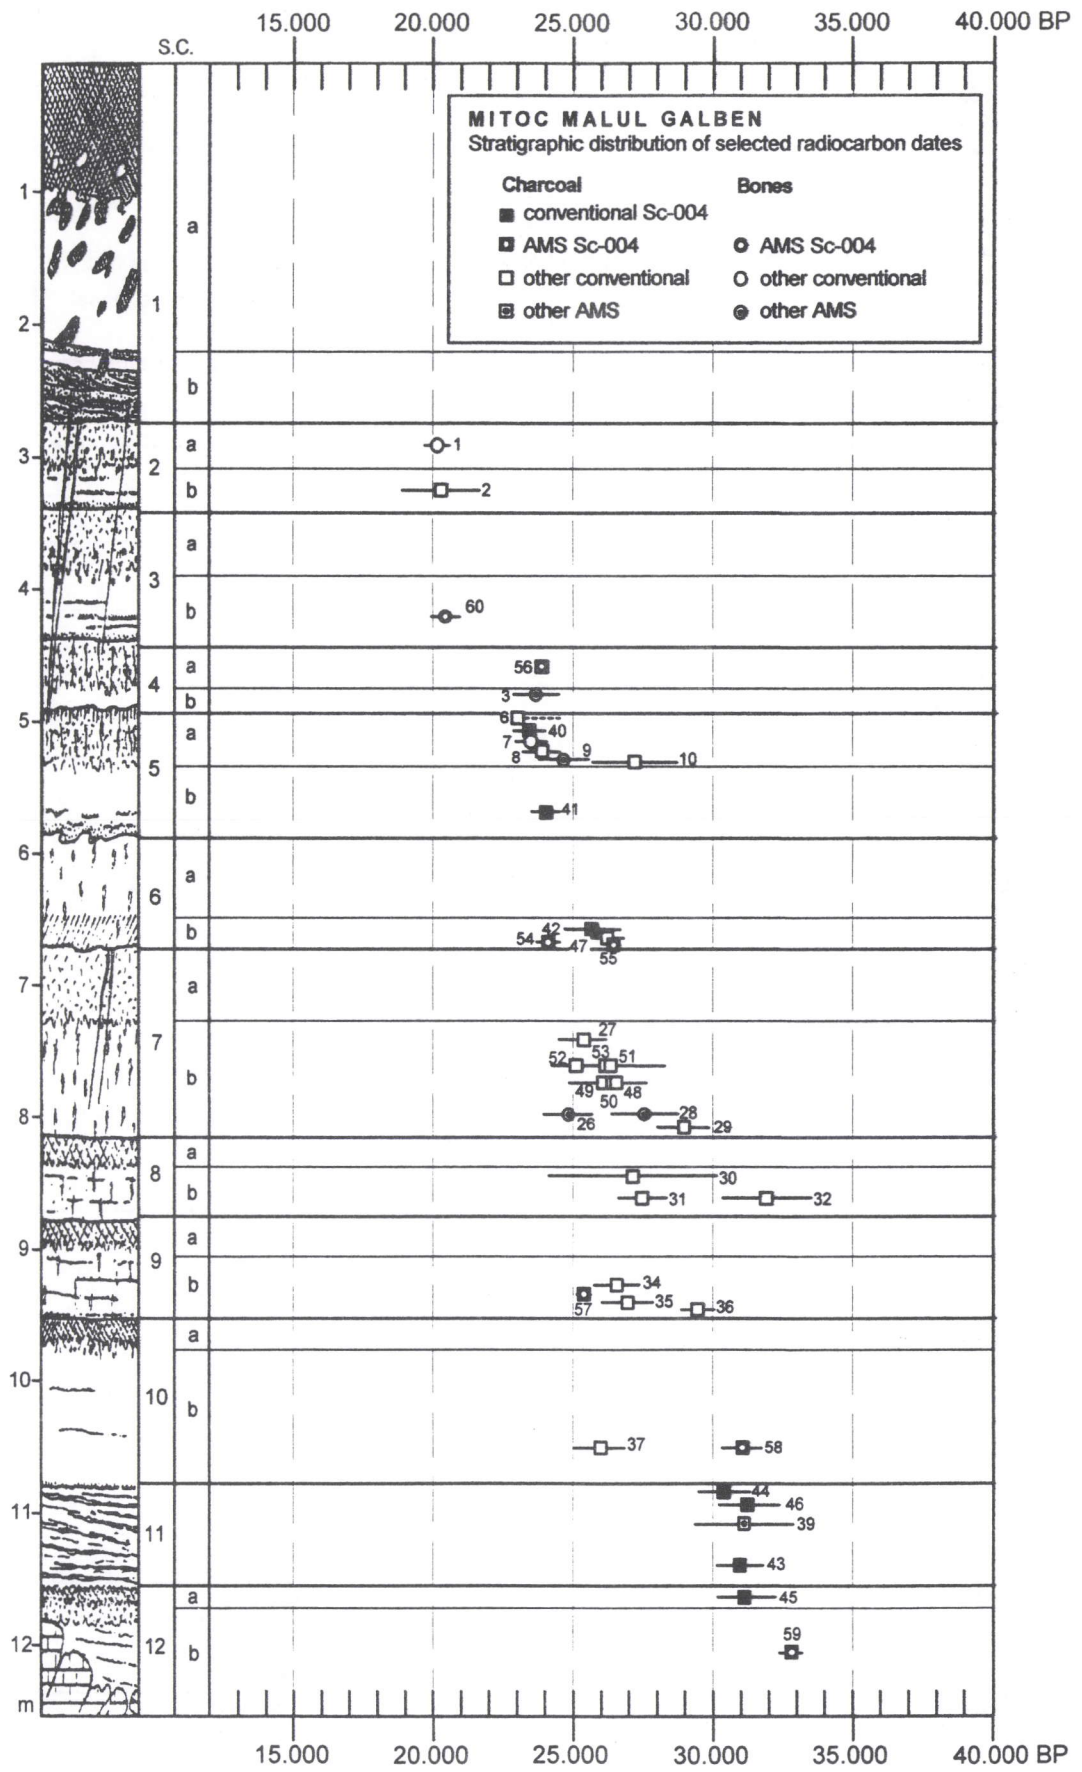 15.000 20.000 25.000 30.000 35.000 40.000 BP
S.C.
MITOC MALUL GALBEN
Stratigraphic distribution of selected radiocarbon dates
Charcoal Bones
conventional Sc-004
AMS Sc-004 AMS Sc-004
other conventional other conventional
other AMS other AMS
1
a
1
2
b
a 1
3
2
b 2
a
3
4
b 60
a 56
4
b 3
6
5
a 40
7
9
8 10
5
b 41
6
a
6
b 42
54 47
55
7
a
7
27
52 53 51
b
49 48
50
8
28
26
29
a
8
30
b 31 32
a
9
9
b 34
35 36
57
a
10
10
b
37 58
44
46
11
11
39
43
a 45
59
12
12
b
m
15.000 20.000 25.000 30.000 35.000 40.000 BP